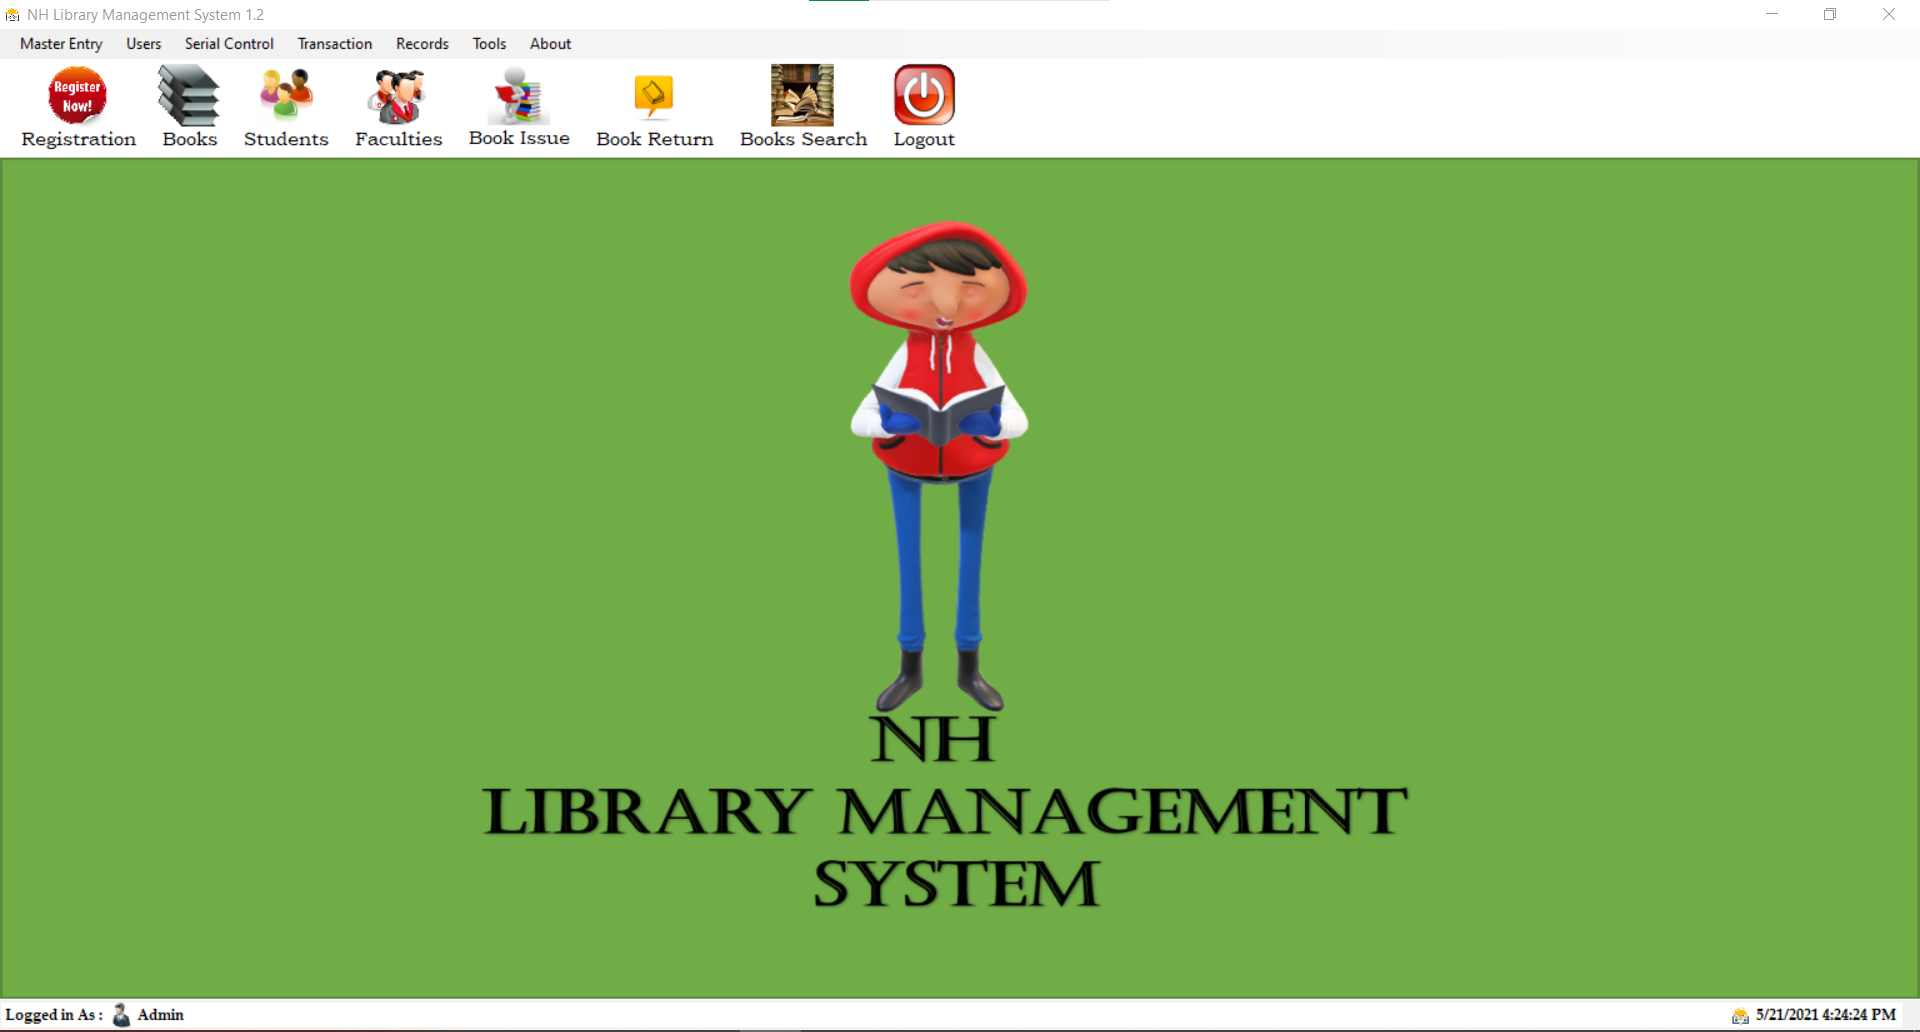 NH Library Management System 1.2
Master Entry Users Serial Control Transaction Records Tools About
Register
Now!
Registration Books Students Faculties Book Issue Book Return Books Search Logout
NH
LIBRARY MANAGEMENT
SYSTEM
Logged in As : Admin 5/21/2021 4:24:24 PM